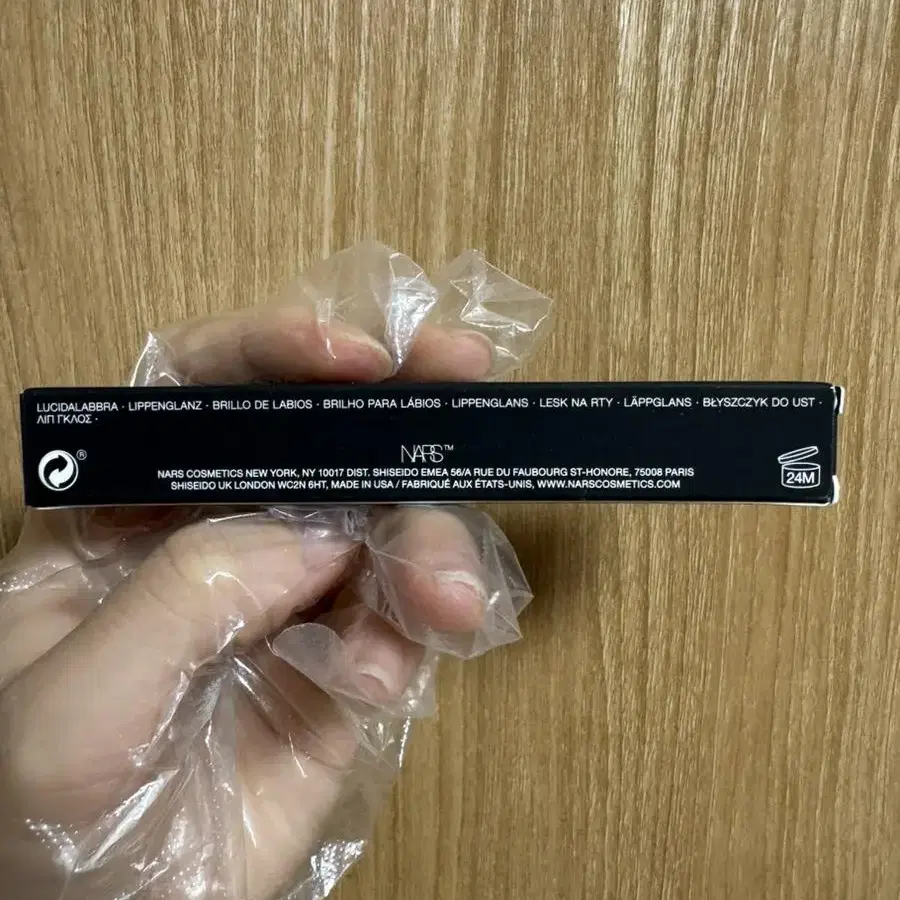 LUCIDALABBRA · LIPPENGLANZ · BRILLO DE LABIOS · BRILHO PARA LÁBIOS · LIPPENGLANS · LESK NA RTY · LÄPPGLANS · BŁYSZCZYK DO UST ·
ΛΙΠ ΓΚΛΟΣ ·
®
NARS™
NARS COSMETICS NEW YORK, NY 10017 DIST. SHISEIDO EMEA 56/A RUE DU FAUBOURG ST-HONORE, 75008 PARIS
SHISEIDO UK LONDON WC2N 6HT, MADE IN USA / FABRIQUÉ AUX ÉTATS-UNIS, WWW.NARSCOSMETICS.COM
24M